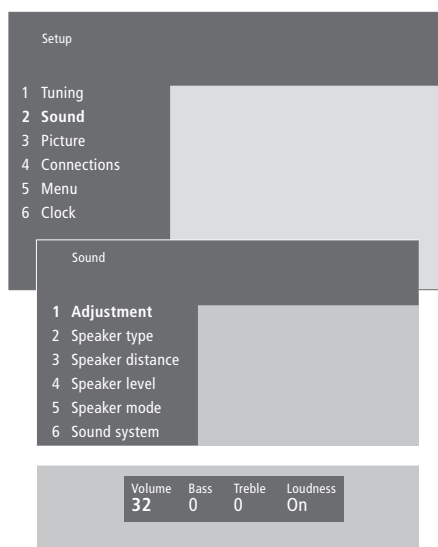 Setup
1 Tuning
2 Sound
3 Picture
4 Connections
5 Menu
6 Clock
Sound
1 Adjustment
2 Speaker type
3 Speaker distance
4 Speaker level
5 Speaker mode
6 Sound system
Volume Bass Treble Loudness
32 0 0 On